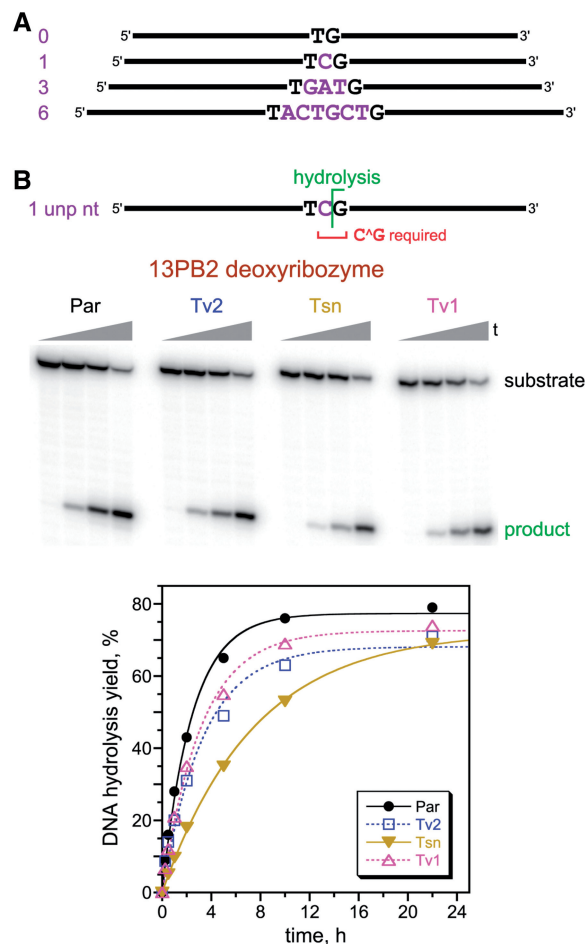 A
0 5' TG 3'
1 5' TCG 3'
3 5' TGATG 3'
6 5' TACTGCTG 3'
B
hydrolysis
1 unp nt 5' TCG 3'
C^G required
13PB2 deoxyribozyme
Par Tv2 Tsn Tv1
t
substrate
product
80
60
40
20
0
DNA hydrolysis yield, %
Par
Tv2
Tsn
Tv1
0 4 8 12 16 20 24
time, h